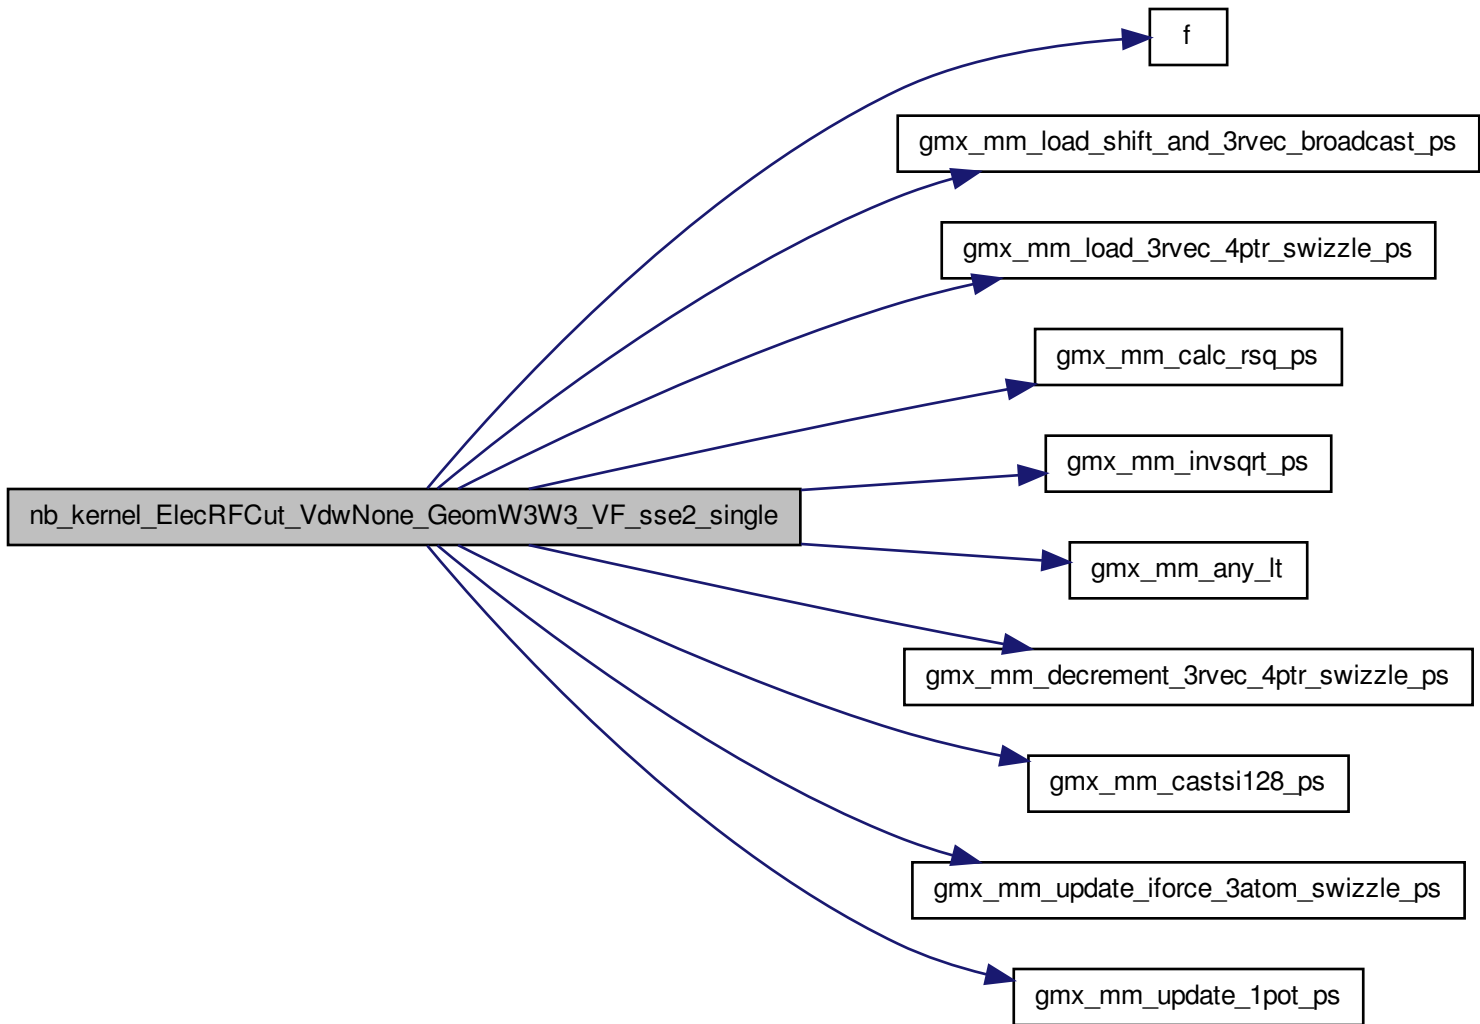 f
gmx_mm_load_shift_and_3rvec_broadcast_ps
gmx_mm_load_3rvec_4ptr_swizzle_ps
gmx_mm_calc_rsq_ps
gmx_mm_invsqrt_ps
nb_kernel_ElecRFCut_VdwNone_GeomW3W3_VF_sse2_single
gmx_mm_any_lt
gmx_mm_decrement_3rvec_4ptr_swizzle_ps
gmx_mm_castsi128_ps
gmx_mm_update_iforce_3atom_swizzle_ps
gmx_mm_update_1pot_ps